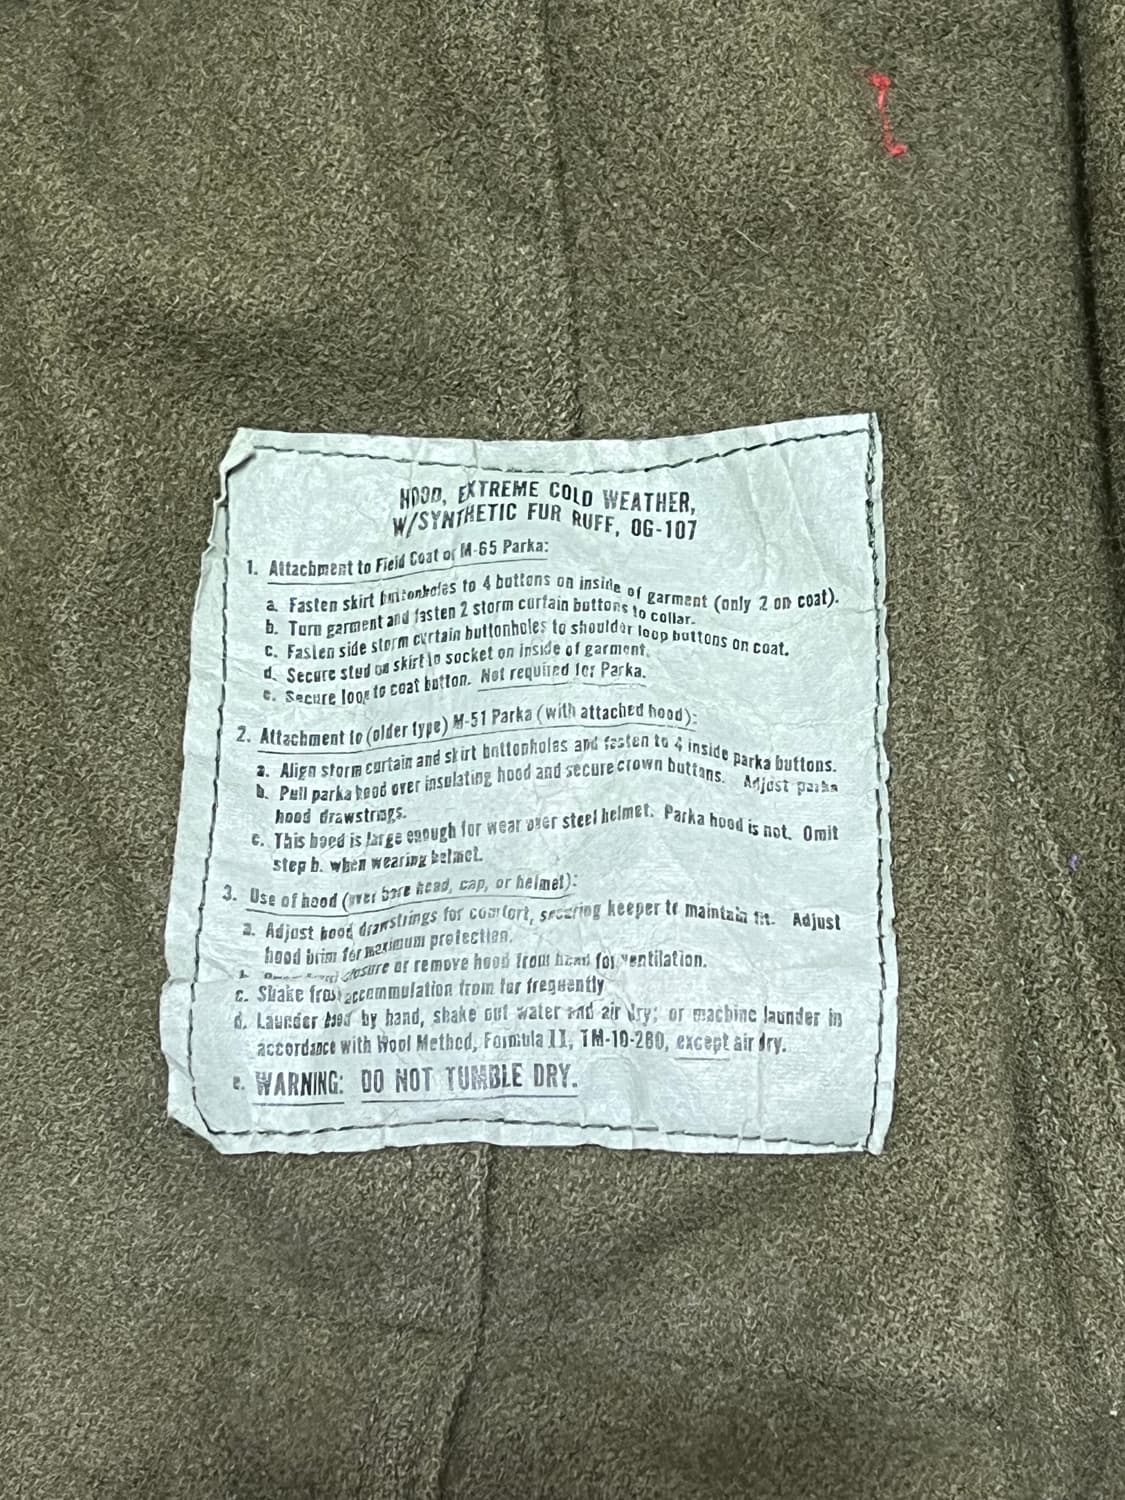 HOOD, EXTREME COLD WEATHER,
W/SYNTHETIC FUR RUFF, OG-107
1. Attachment to Field Coat or M-65 Parka:
a. Fasten skirt buttonholes to 4 buttons on inside of garment (only 2 on coat).
b. Turn garment and fasten 2 storm curtain buttons to collar.
c. Fasten side storm curtain buttonholes to shoulder loop buttons on coat.
d. Secure stud on skirt to socket on inside of garment.
e. Secure loop to coat button. Not required for Parka.
2. Attachment to (older type) M-51 Parka (with attached hood):
a. Align storm curtain and skirt buttonholes and fasten to 4 inside parka buttons.
b. Pull parka hood over insulating hood and secure crown buttons. Adjust parka
hood drawstrings.
c. This hood is large enough for wear over steel helmet. Parka hood is not. Omit
step b. when wearing helmet.
3. Use of hood (over bare head, cap, or helmet):
a. Adjust hood drawstrings for comfort, securing keeper to maintain fit. Adjust
hood brim for maximum protection.
closure or remove hood from head for ventilation.
c. Shake frost accummulation from fur frequently
d. Launder hood by hand, shake out water and air dry; or machine launder in
accordance with Wool Method, Formula II, TM-10-280, except air dry.
e. WARNING: DO NOT TUMBLE DRY.